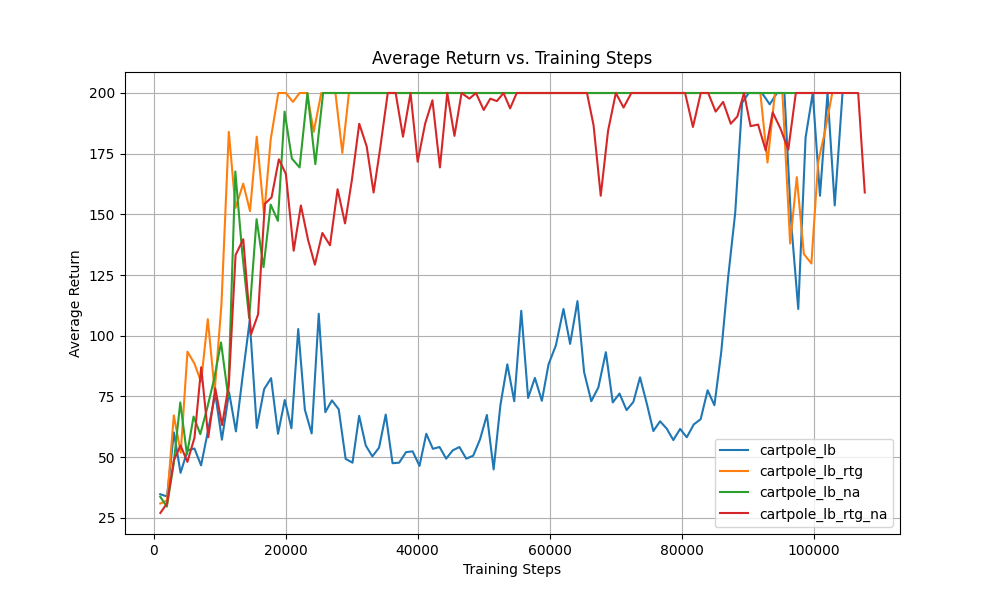 Average Return vs. Training Steps
Average Return
200
175
150
125
100
75
50
25
0
20000
40000
60000
80000
100000
Training Steps
cartpole_lb
cartpole_lb_rtg
cartpole_lb_na
cartpole_lb_rtg_na